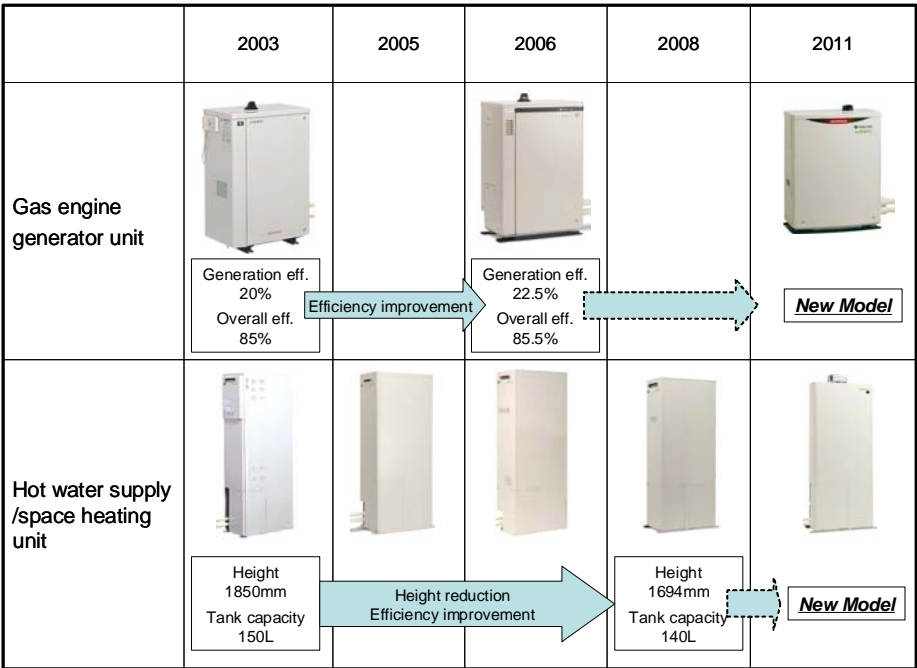 2003
2005
2006
2008
2011
Gas engine
generator unit
Generation eff.
20%
Overall eff.
85%
Efficiency improvement
Generation eff.
22.5%
Overall eff.
85.5%
New Model
Hot water supply
/space heating
unit
Height
1850mm
Tank capacity
150L
Height reduction
Efficiency improvement
Height
1694mm
Tank capacity
140L
New Model